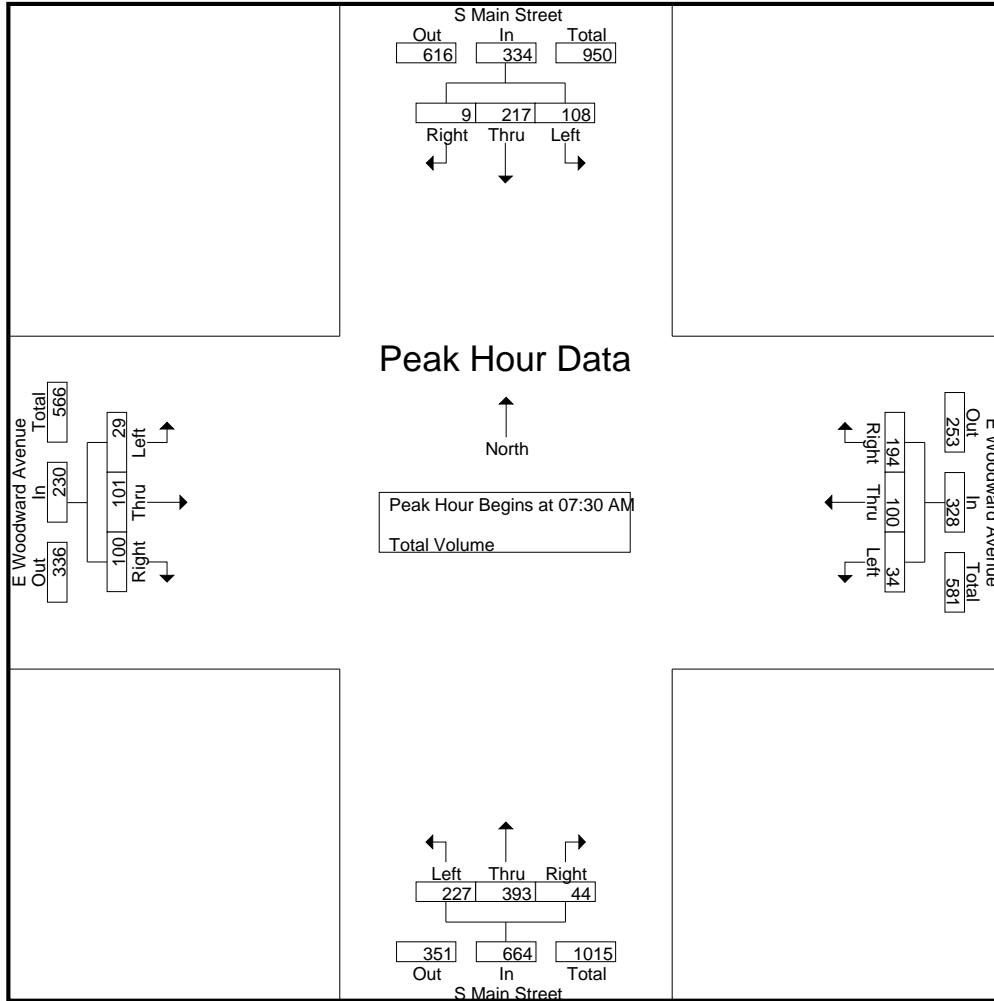 S Main Street
Out In Total
616 334 950
9 217 108
Right Thru Left
Peak Hour Data
North
Peak Hour Begins at 07:30 AM
Total Volume
E Woodward Avenue
Out In Total
336 230 566
29 101 100
Left Thru Right
E Woodward Avenue
Out In Total
253 328 581
194 100 34
Right Thru Left
Left Thru Right
227 393 44
351 664 1015
Out In Total
S Main Street